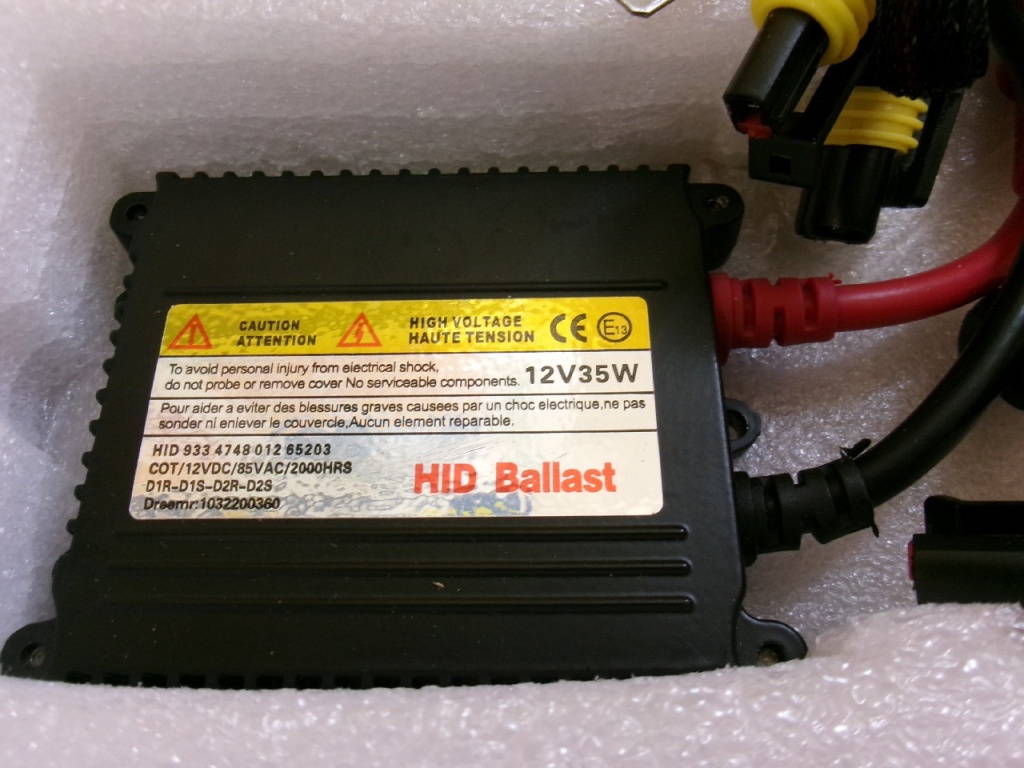 CAUTION
ATTENTION
HIGH VOLTAGE
HAUTE TENSION
CE E13
To avoid personal injury from electrical shock,
do not probe or remove cover No serviceable components. 12V35W
Pour aider a eviter des blessures graves causees par un choc electrique,ne pas
sonder ni enlever le couvercle,Aucun element reparable.
HID 933 4748 012 65203
COT/12VDC/85VAC/2000HRS
D1R-D1S-D2R-D2S
Dreemr:1032200360
HID Ballast